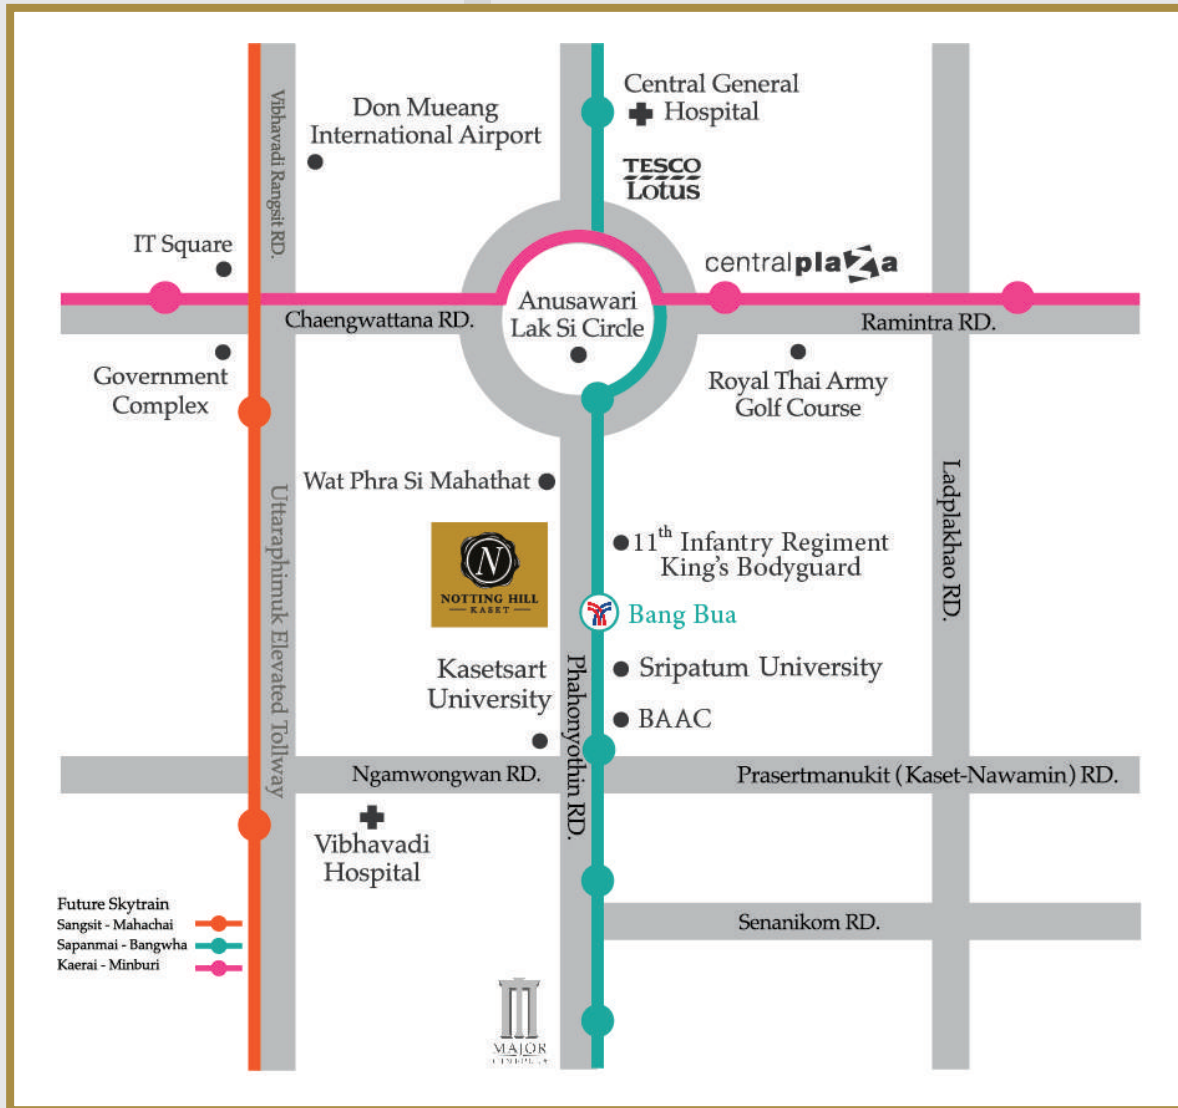 Vibhavadi Rangsit RD.
Don Mueang
International Airport
Central General
Hospital
TESCO
Lotus
IT Square
centralplaza
Chaengwattana RD.
Anusawari
Lak Si Circle
Ramintra RD.
Government
Complex
Royal Thai Army
Golf Course
Wat Phra Si Mahathat
Uttaraphimuk Elevated Tollway
Ladplakhao RD.
11th Infantry Regiment
King's Bodyguard
N
NOTTING HILL
KASET
Bang Bua
Kasetsart
University
Phahonyothin RD.
Sripatum University
BAAC
Ngamwongwan RD.
Prasertmanukit (Kaset-Nawamin) RD.
Vibhavadi
Hospital
Future Skytrain
Sangsit - Mahachai
Sapanmai - Bangwha
Kaerai - Minburi
Senanikom RD.
MAJOR